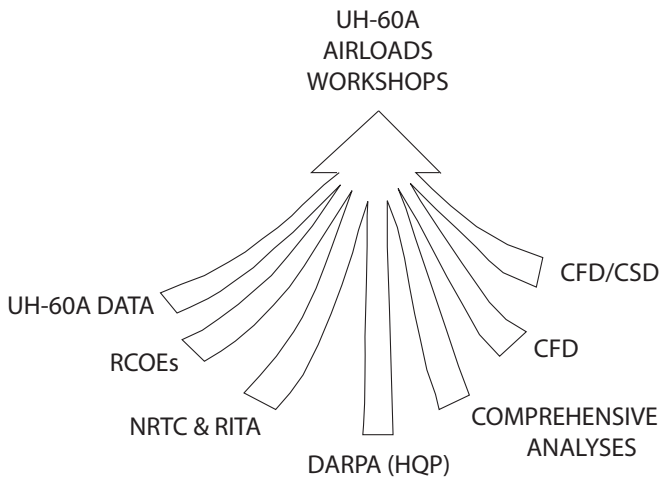 UH-60A
AIRLOADS
WORKSHOPS
UH-60A DATA
RCOEs
NRTC & RITA
DARPA (HQP)
COMPREHENSIVE
ANALYSES
CFD
CFD/CSD